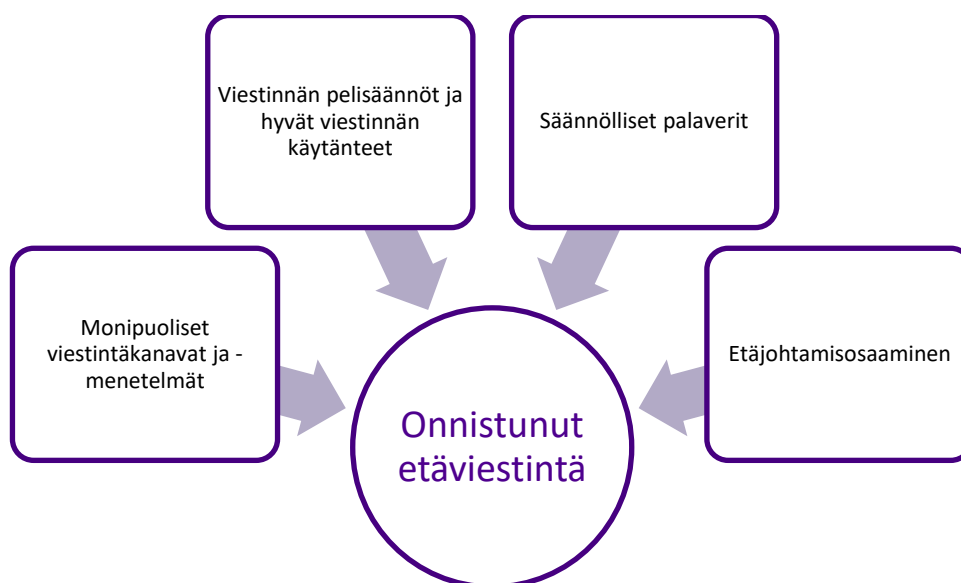 Viestinnän pelisäännöt ja
hyvät viestinnän
käytänteet
Säännölliset palaverit
Monipuoliset
viestintäkanavat ja -
menetelmät
Etäjohtamisosaaminen
Onnistunut
etäviestintä